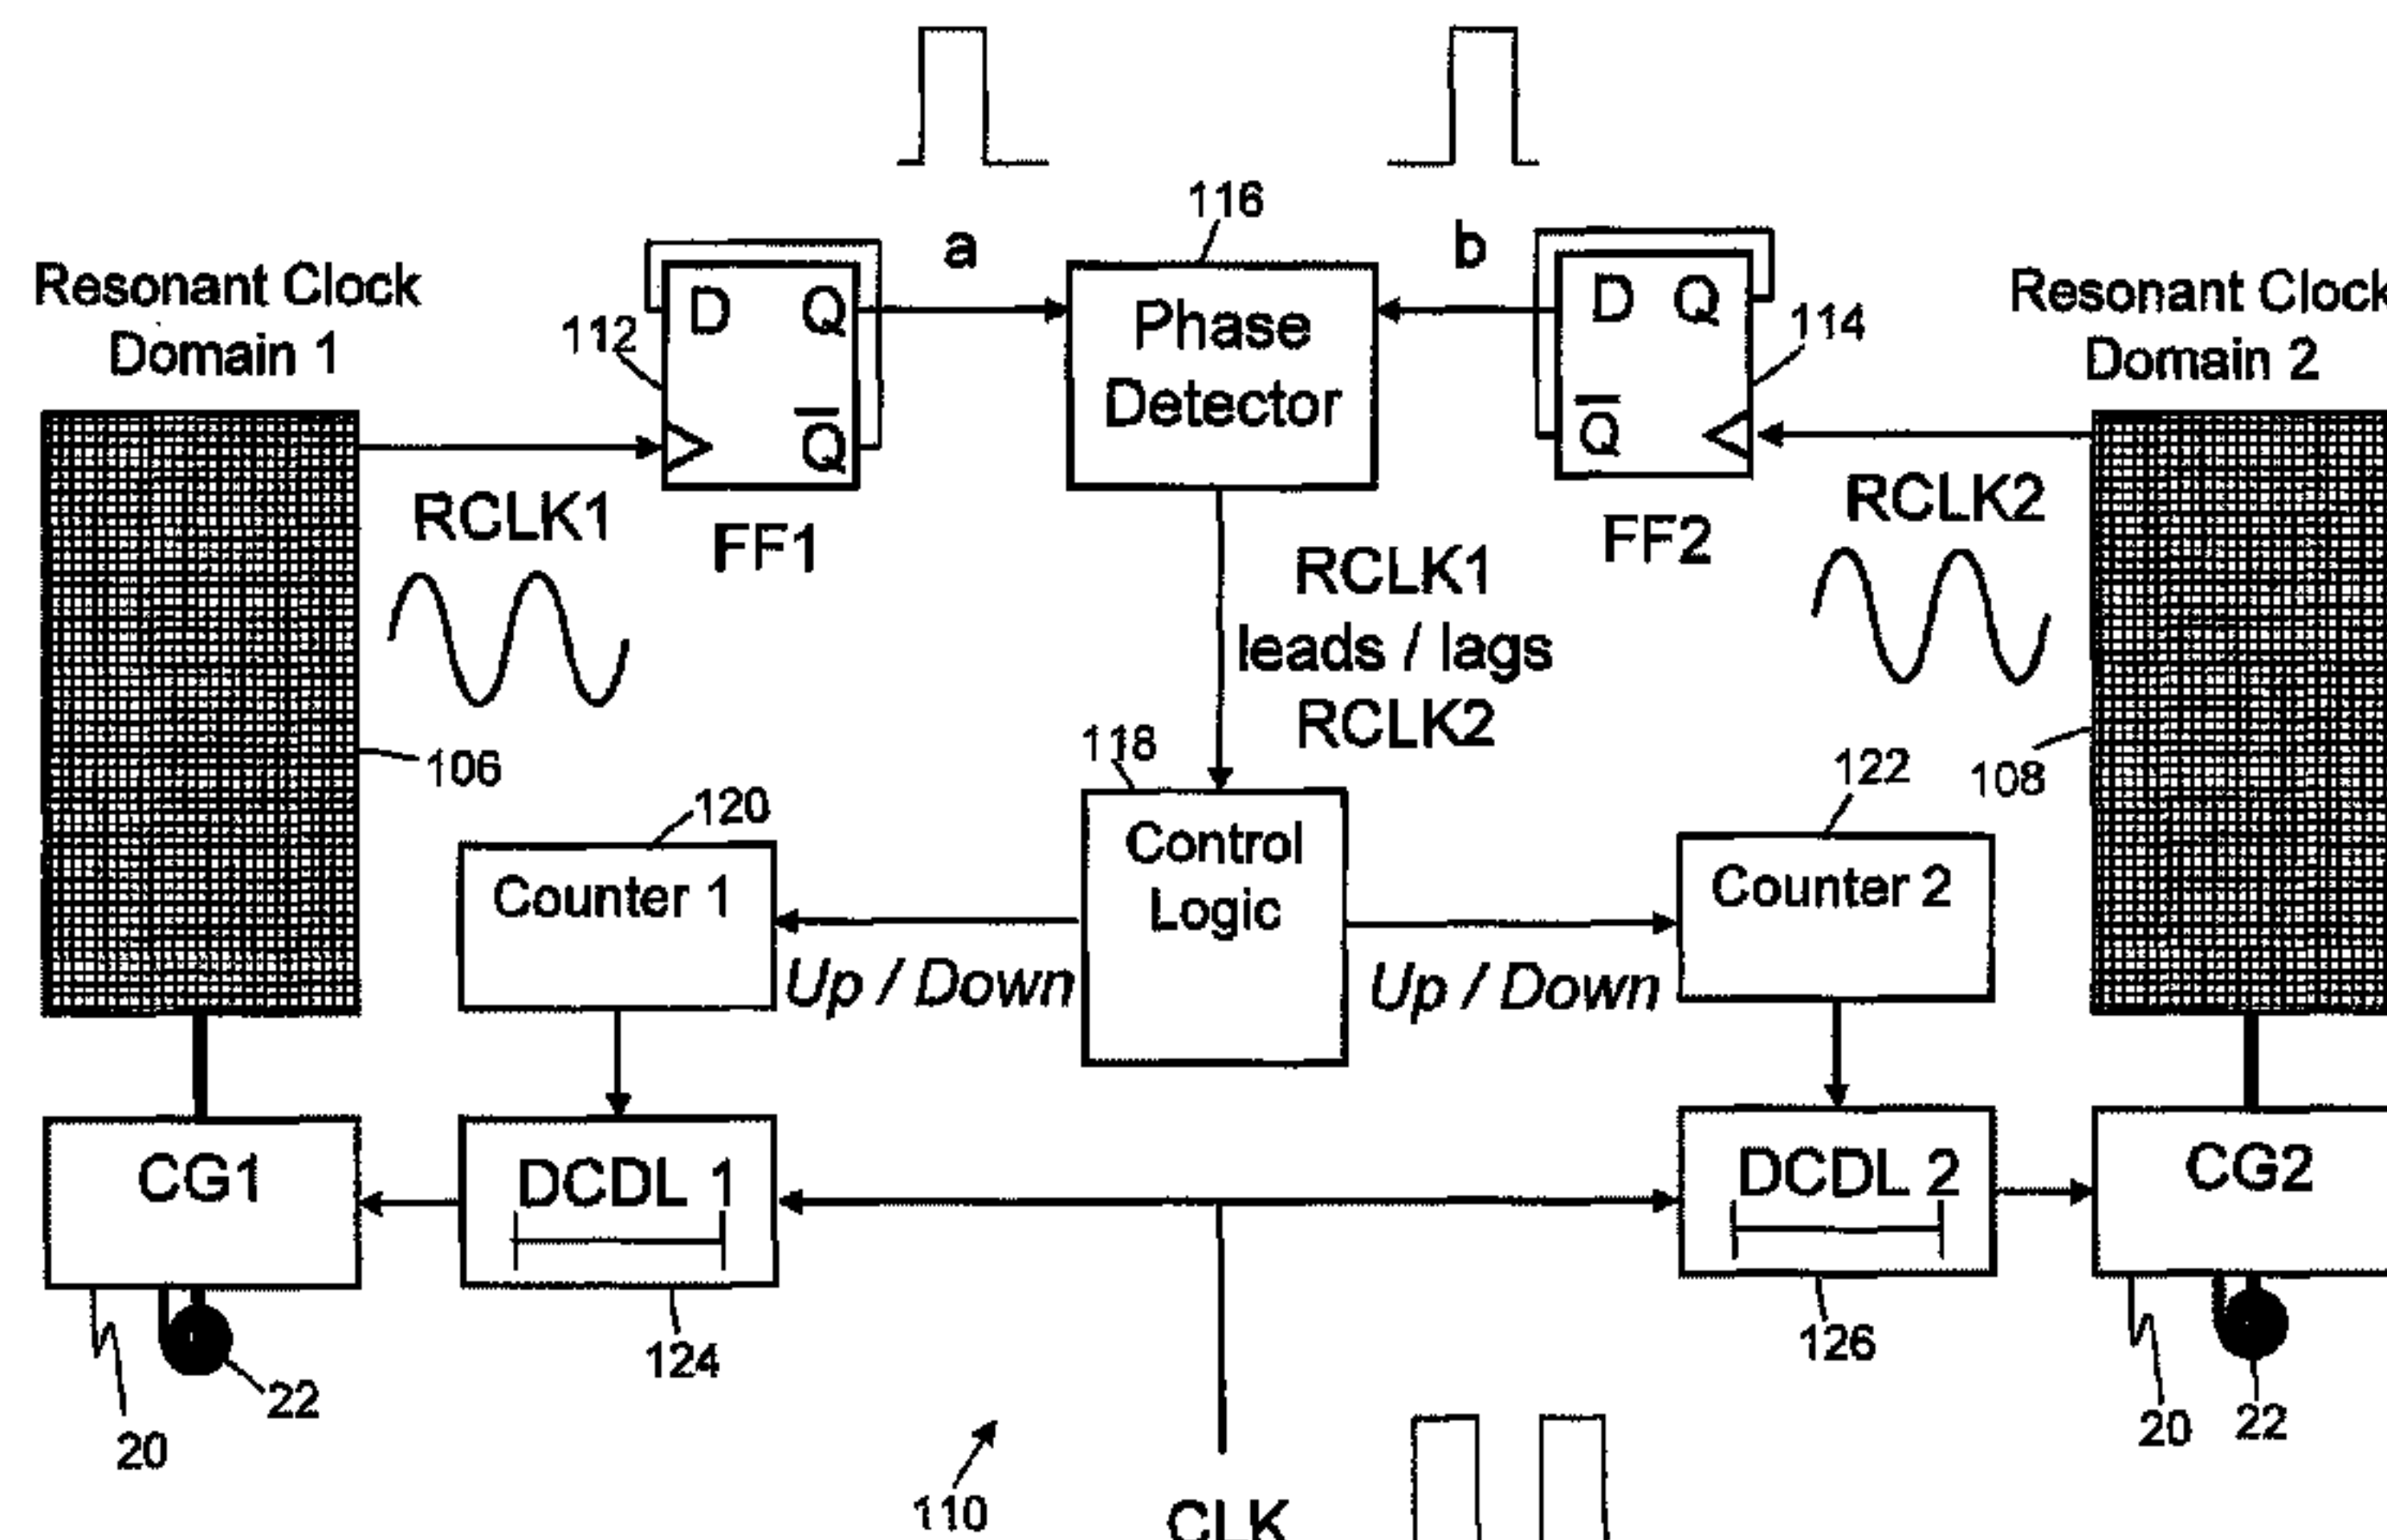 116
a
b
Resonant Clock
Domain 1
112
D Q
Q
FF1
Phase
Detector
D Q
Q
FF2
114
Resonant Clock
Domain 2
RCLK1
RCLK2
RCLK1
leads / lags
RCLK2
106
108
118
120
122
Counter 1
Control
Logic
Counter 2
Up / Down
Up / Down
CG1
DCDL 1
DCDL 2
CG2
124
126
22
20
20
22
110
CLK